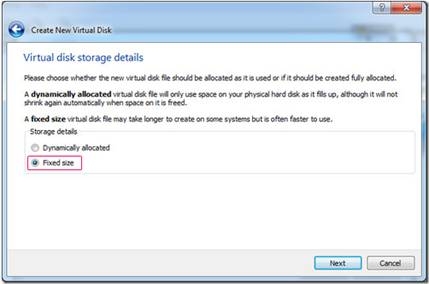 Create New Virtual Disk
Virtual disk storage details
Please choose whether the new virtual disk file should be allocated as it is used or if it should be created fully allocated.
A dynamically allocated virtual disk file will only use space on your physical hard disk as it fills up, although it will not
shrink again automatically when space on it is freed.
A fixed size virtual disk file may take longer to create on some systems but is often faster to use.
Storage details
Dynamically allocated
Fixed size
Next
Cancel